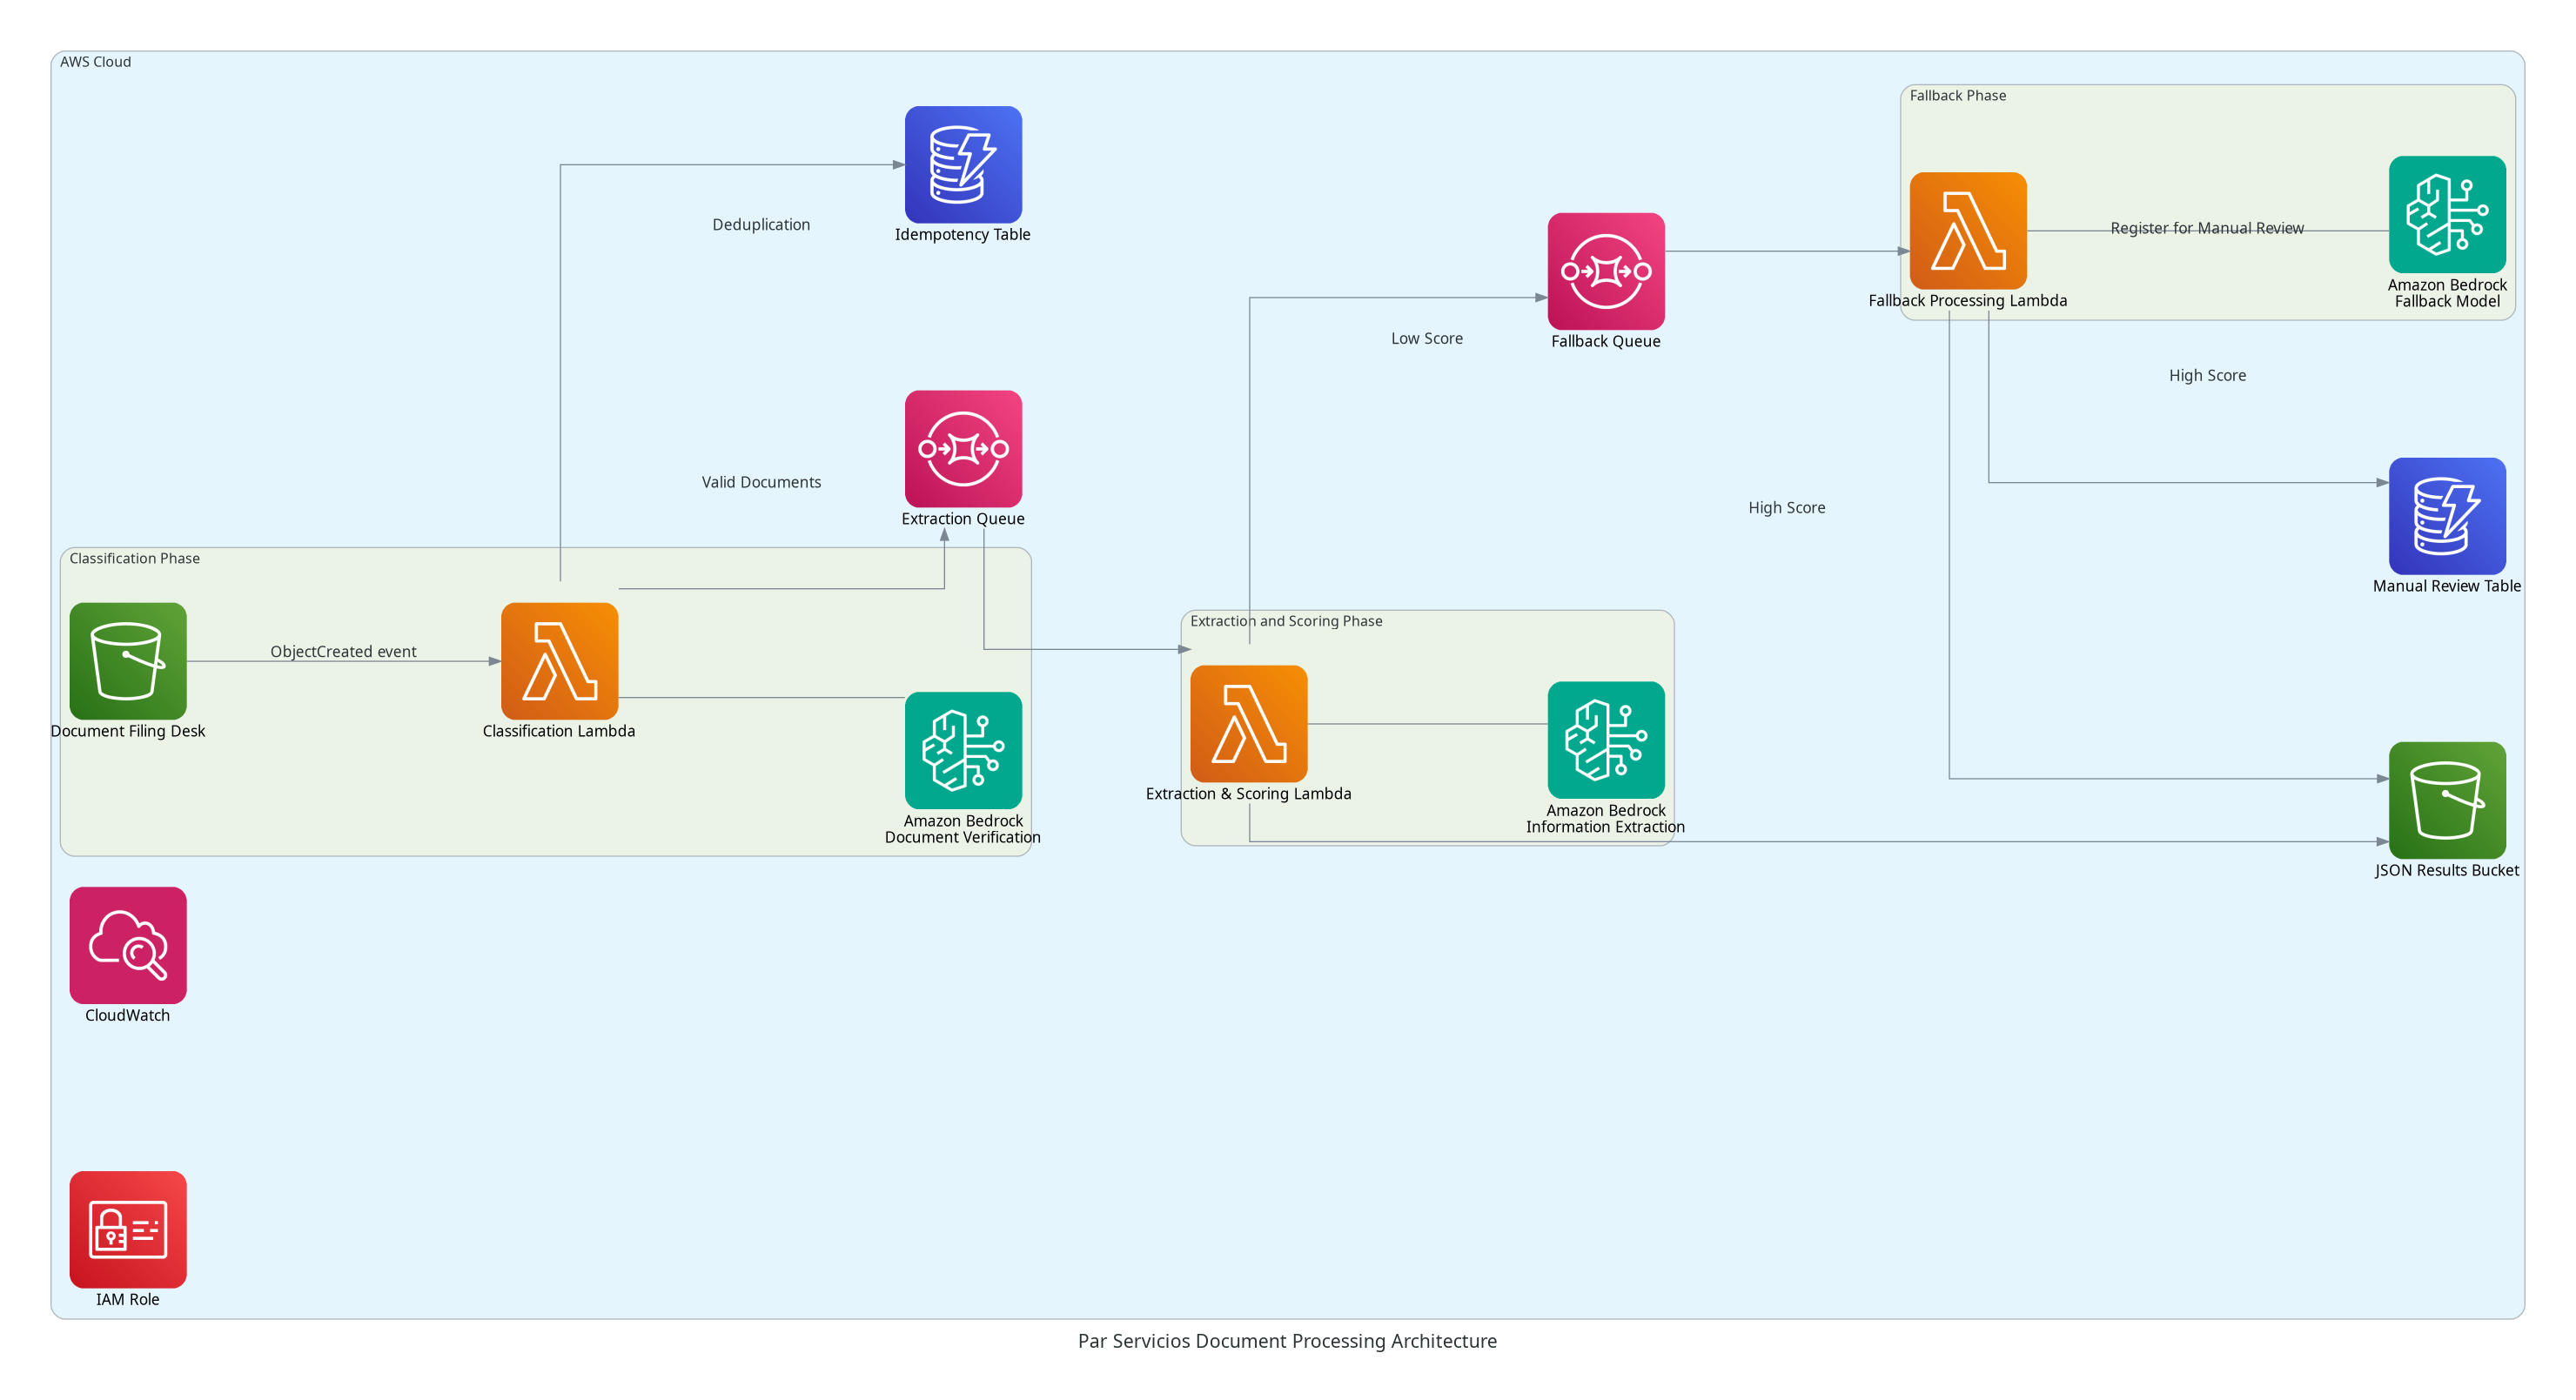 AWS Cloud
Fallback Phase
Deduplication
Idempotency Table
Register for Manual Review
Fallback Processing Lambda
Amazon Bedrock
Fallback Model
Low Score
Fallback Queue
High Score
Valid Documents
Extraction Queue
High Score
Manual Review Table
Classification Phase
Extraction and Scoring Phase
ObjectCreated event
Document Filing Desk
Classification Lambda
Amazon Bedrock
Document Verification
Extraction & Scoring Lambda
Amazon Bedrock
Information Extraction
JSON Results Bucket
CloudWatch
IAM Role
Par Servicios Document Processing Architecture